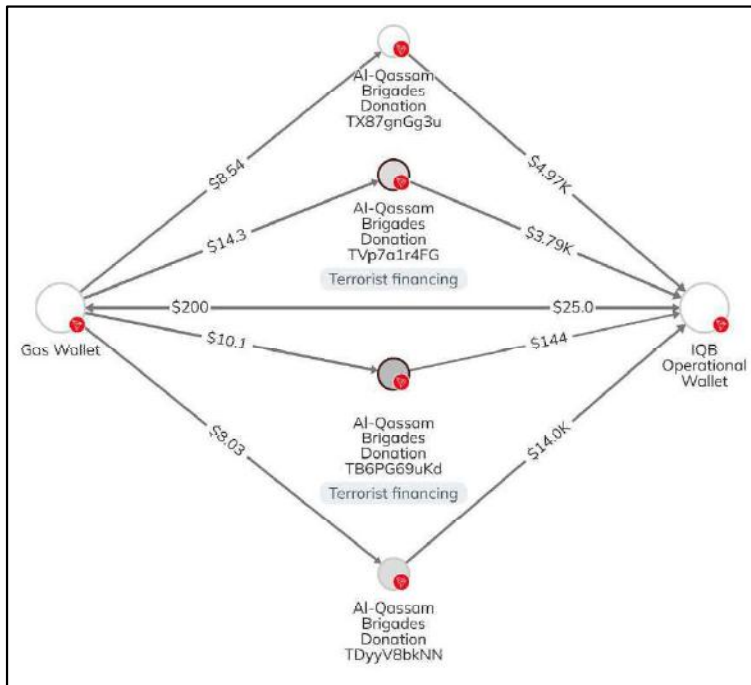 Al-Qassam
Brigades
Donation
TX87gnGg3u
$8.54
$4.97K
$14.3
Al-Qassam
Brigades
Donation
TVp7a1r4FG
$3.79K
Terrorist financing
$200
$25.0
Gas Wallet
$10.1
$144
IQB
Operational
Wallet
Al-Qassam
Brigades
Donation
TB6PG69uKd
$8.03
$14.0K
Terrorist financing
Al-Qassam
Brigades
Donation
TDyyV8bkNN